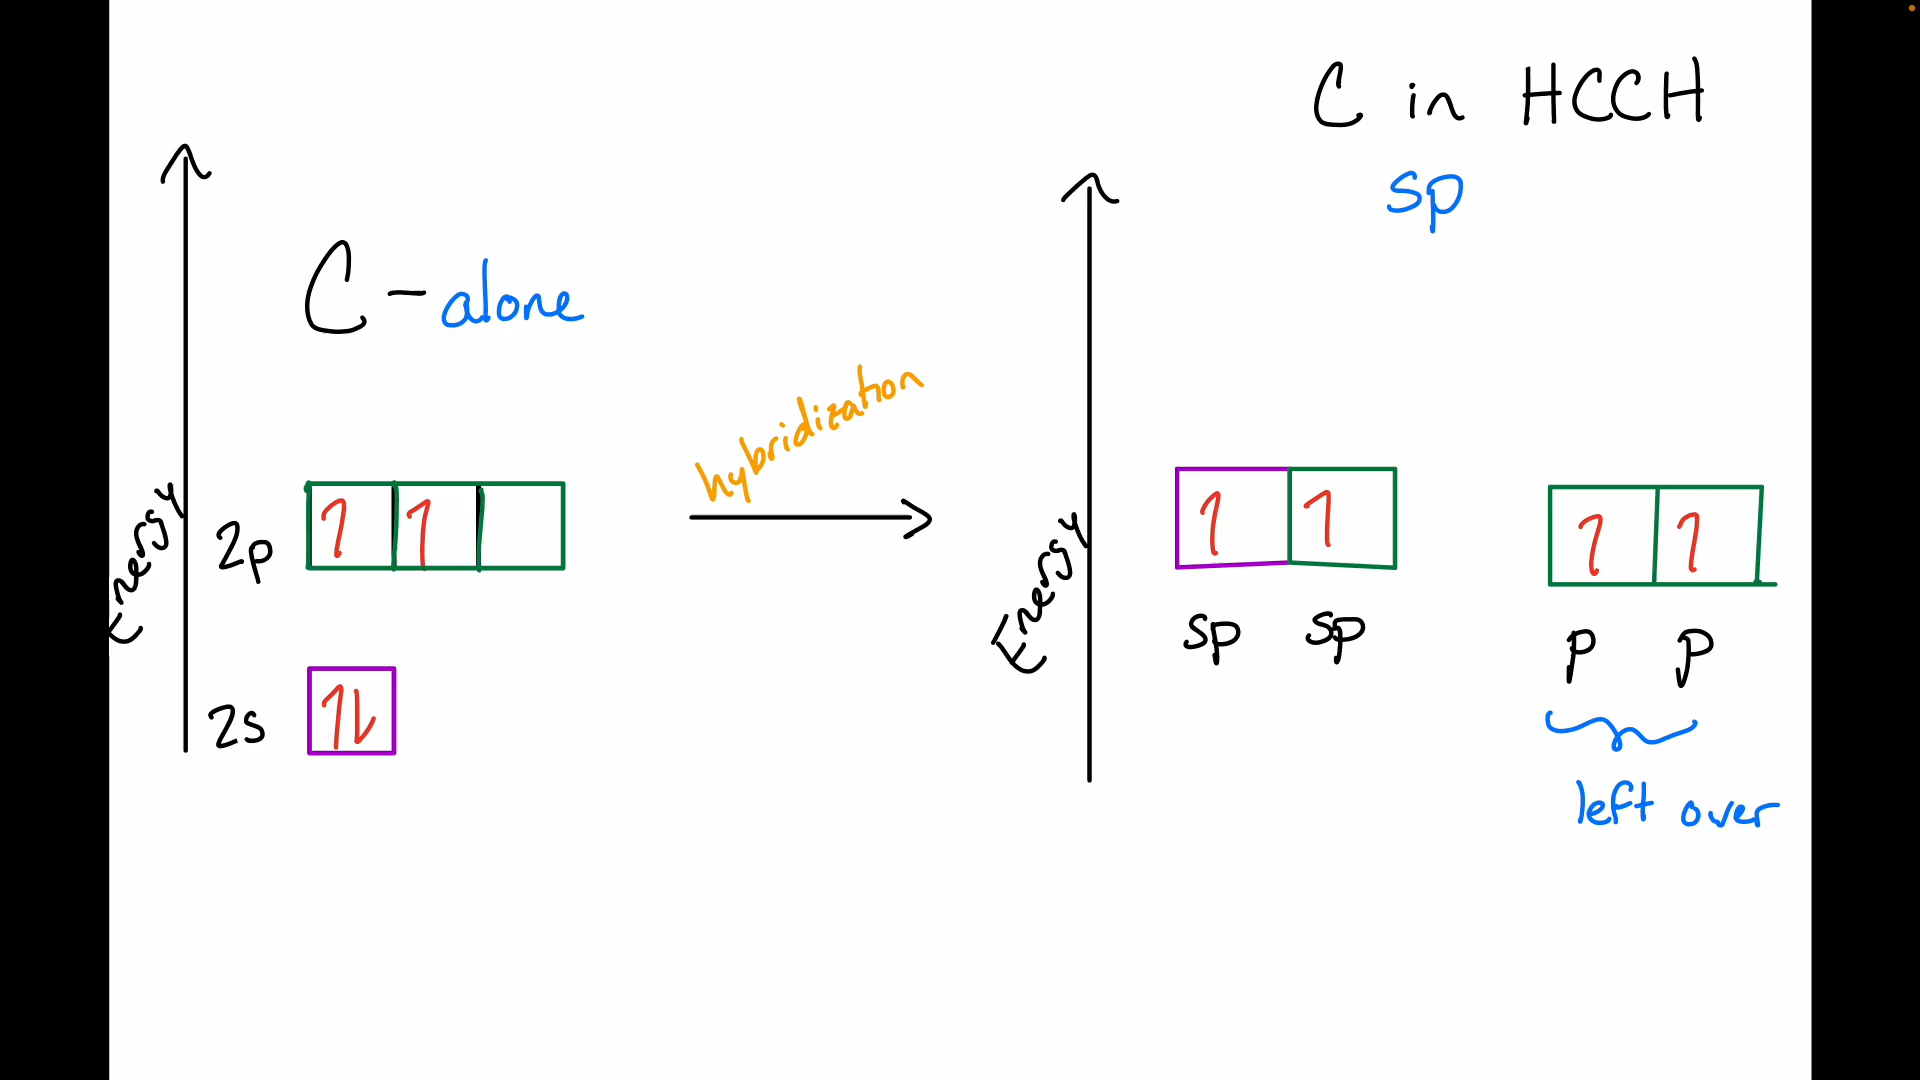 C in HCCH
sp
C - alone
hybridization
Energy
2p
2s
Energy
sp sp
p p
left over